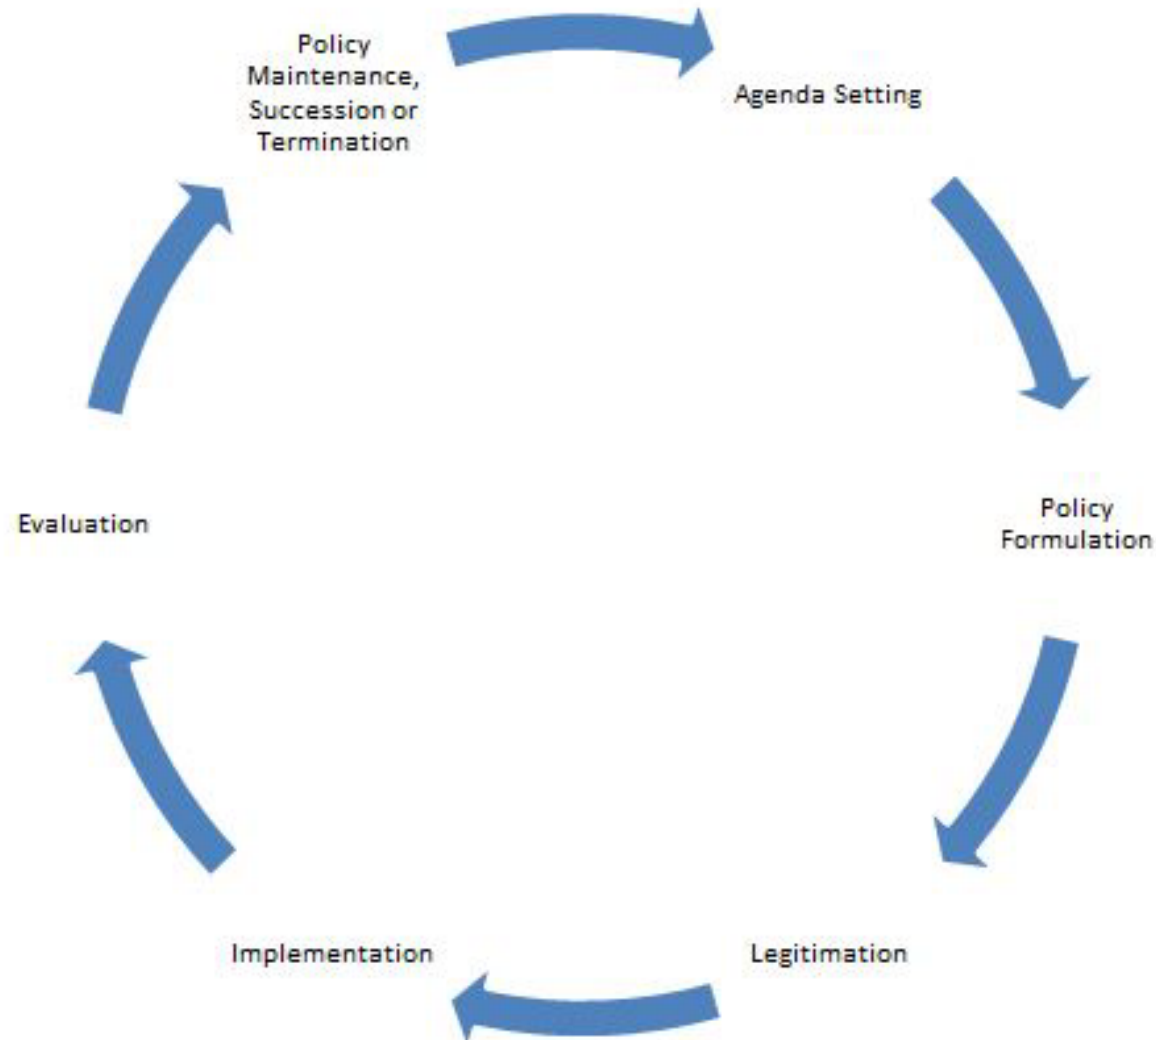 Policy
Maintenance,
Succession or
Termination
Agenda Setting
Policy
Formulation
Legitimation
Implementation
Evaluation